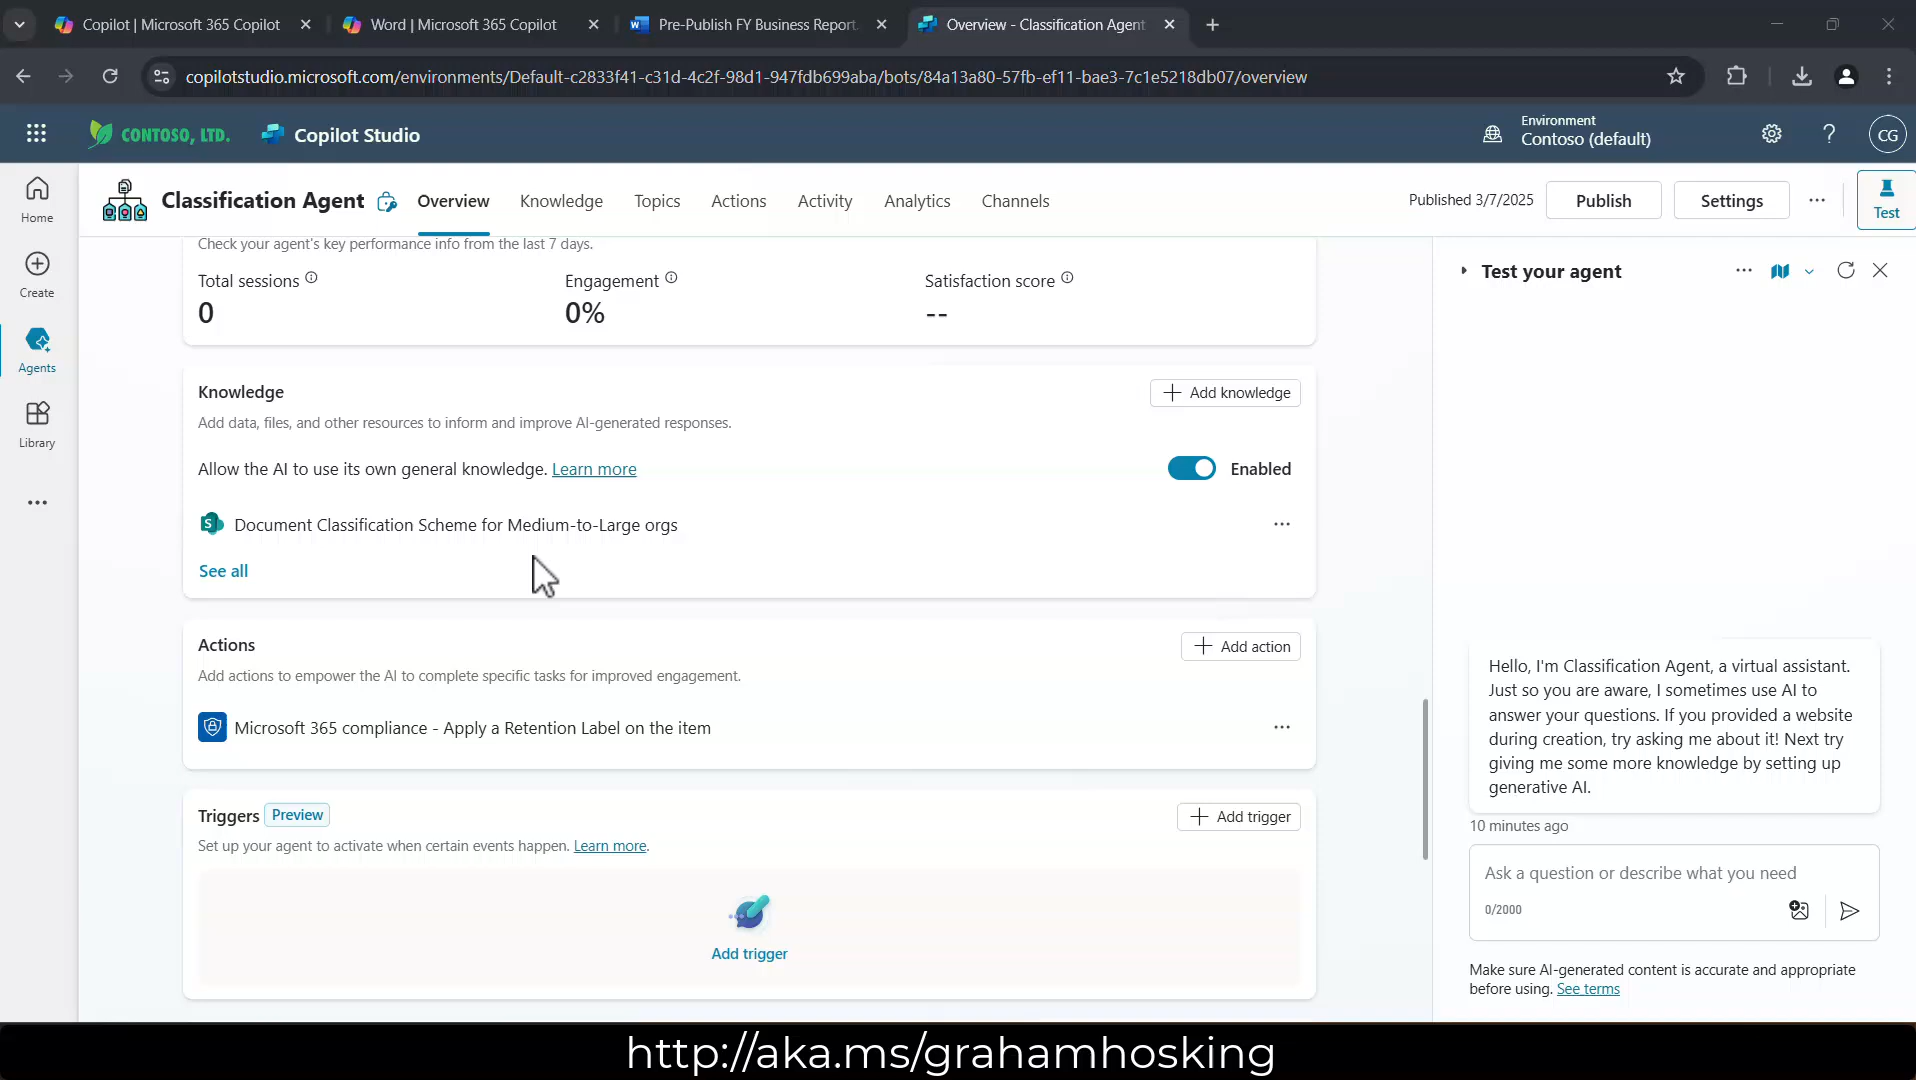 Copilot | Microsoft 365 Copilot
Word | Microsoft 365 Copilot
Pre-Publish FY Business Report.
Overview - Classification Agent
copilotstudio.microsoft.com/environments/Default-c2833f41-c31d-4c2f-98d1-947fdb699aba/bots/84a13a80-57fb-ef11-bae3-7c1e5218db07/overview
CONTOSO, LTD.
Copilot Studio
Environment
Contoso (default)
?
CG
Home
Create
Agents
Library
Classification Agent
Overview
Knowledge
Topics
Actions
Activity
Analytics
Channels
Published 3/7/2025
Publish
Settings
Test
Check your agent's key performance info from the last 7 days.
Total sessions
Engagement
Satisfaction score
0
0%
--
Knowledge
Add knowledge
Add data, files, and other resources to inform and improve AI-generated responses.
Allow the AI to use its own general knowledge. Learn more
Enabled
S
Document Classification Scheme for Medium-to-Large orgs
See all
Actions
Add action
Add actions to empower the AI to complete specific tasks for improved engagement.
Microsoft 365 compliance - Apply a Retention Label on the item
Triggers
Preview
Add trigger
Set up your agent to activate when certain events happen. Learn more.
Add trigger
Test your agent
Hello, I'm Classification Agent, a virtual assistant.
Just so you are aware, I sometimes use AI to
answer your questions. If you provided a website
during creation, try asking me about it! Next try
giving me some more knowledge by setting up
generative AI.
10 minutes ago
Ask a question or describe what you need
0/2000
Make sure AI-generated content is accurate and appropriate
before using. See terms
http://aka.ms/grahamhosking